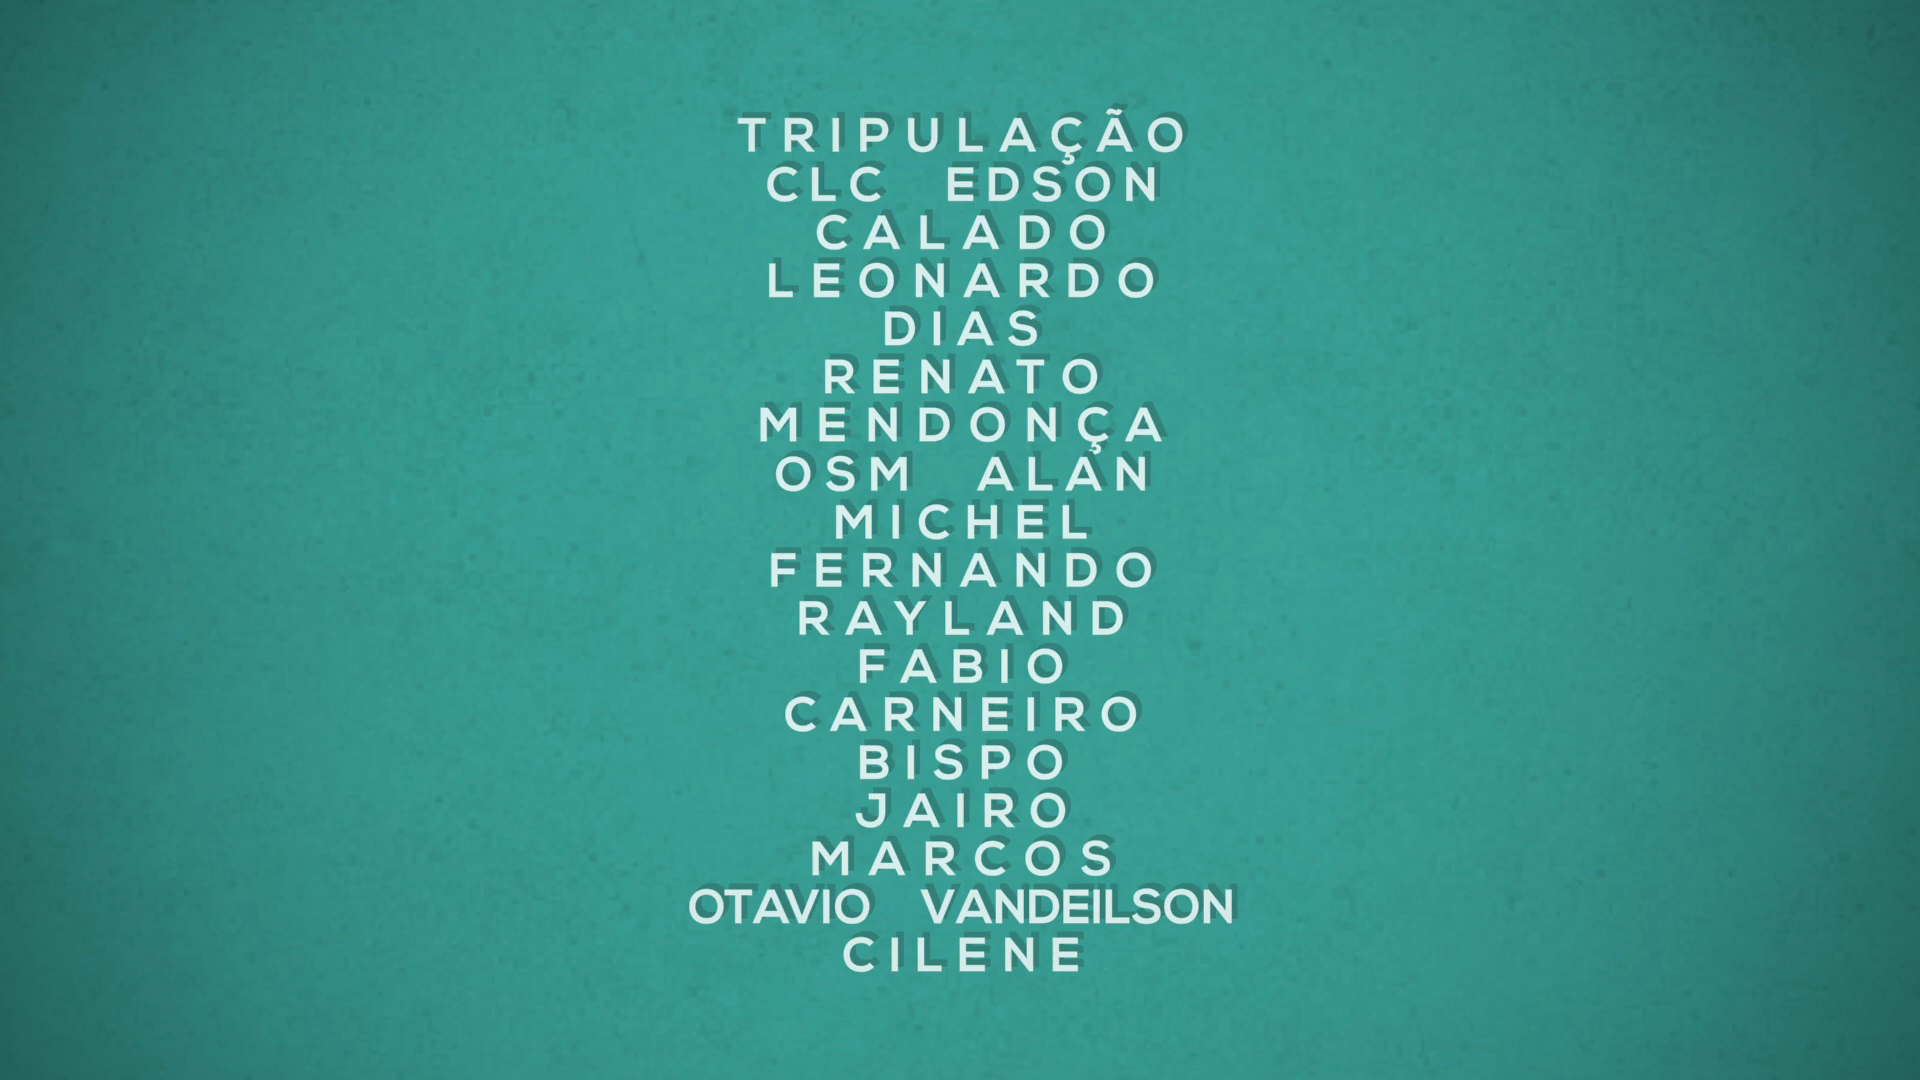 TRIPULAÇÃO
CLC EDSON
CALADO
LEONARDO
DIAS
RENATO
MENDONÇA
OSM ALAN
MICHEL
FERNANDO
RAYLAND
FABIO
CARNEIRO
BISPO
JAIRO
MARCOS
OTAVIO VANDEILSON
CILENE